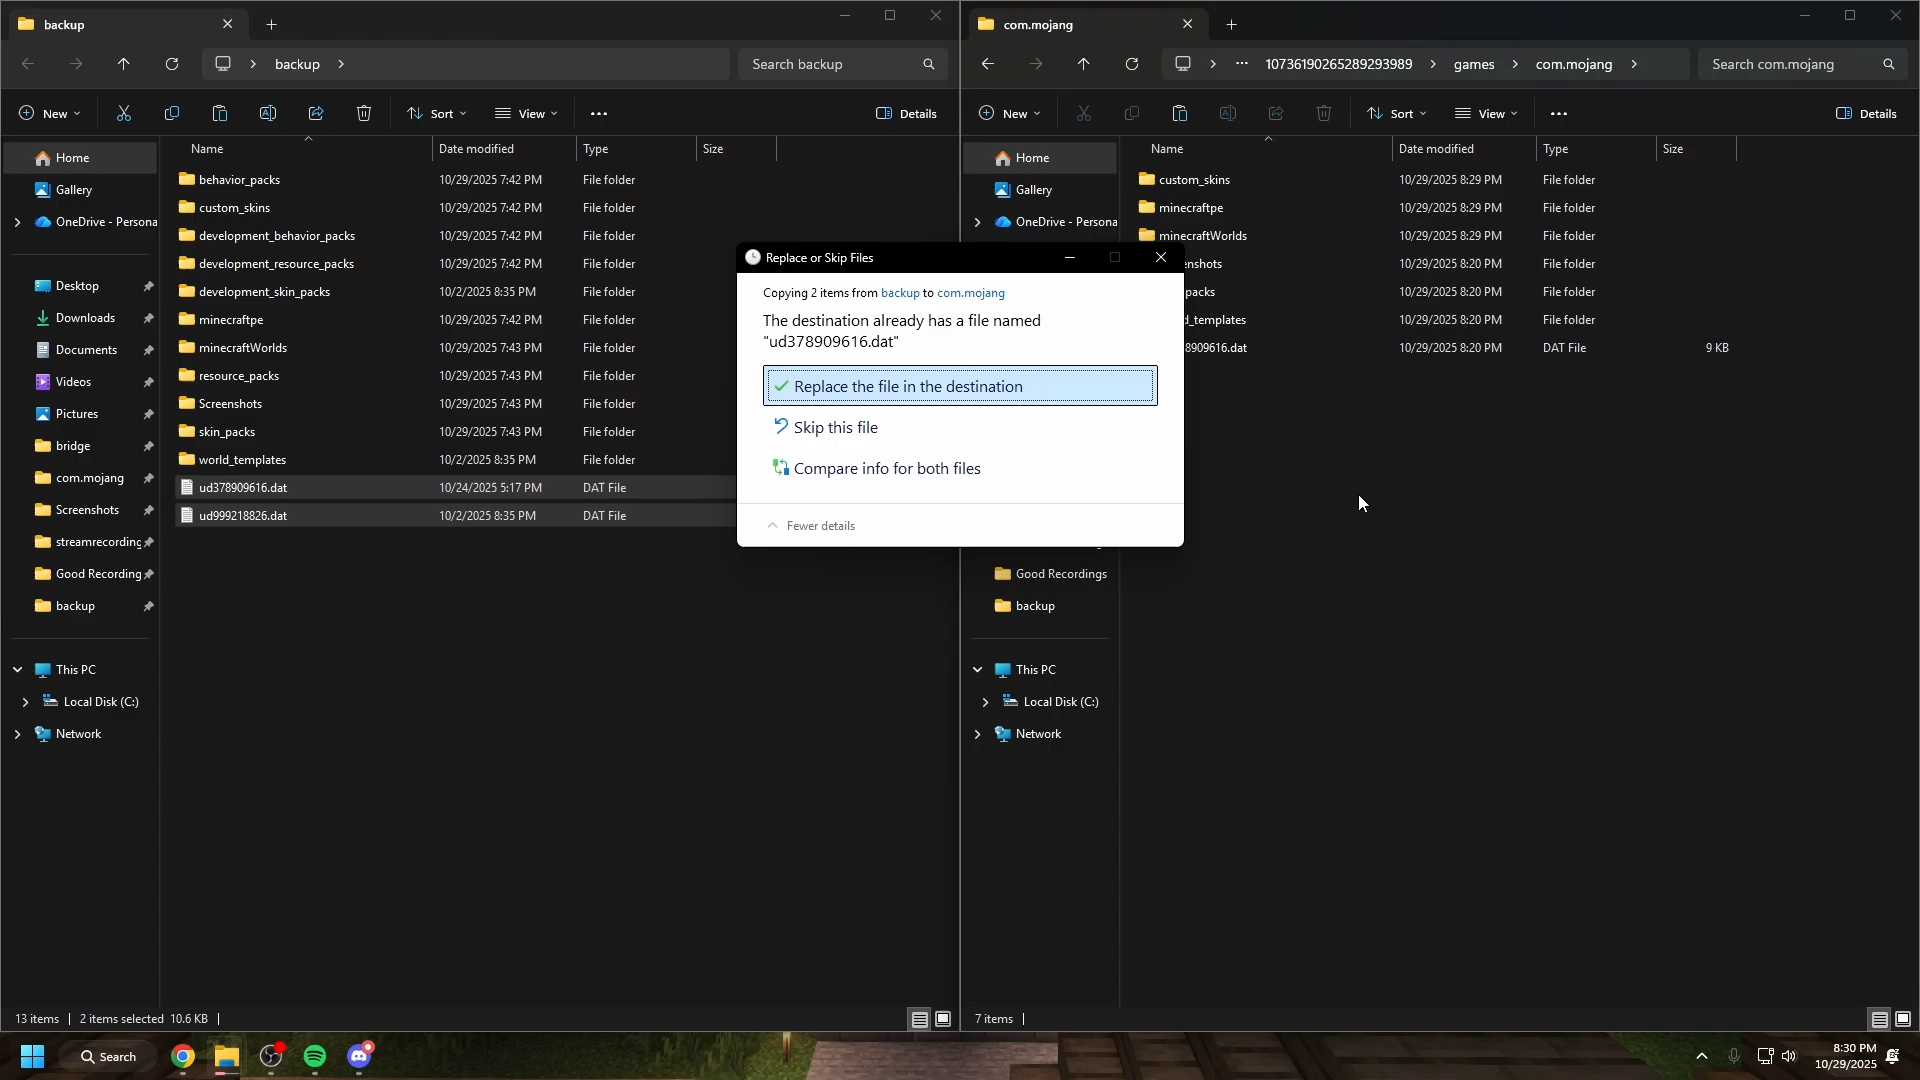 backup
Search backup
New
Sort
View
Details
Name
Date modified
Type
Size
Home
Gallery
OneDrive - Persona
Desktop
Downloads
Documents
Videos
Pictures
bridge
com.mojang
Screenshots
streamrecording
Good Recording
backup
This PC
Local Disk (C:)
Network
behavior_packs 10/29/2025 7:42 PM File folder
custom_skins 10/29/2025 7:42 PM File folder
development_behavior_packs 10/29/2025 7:42 PM File folder
development_resource_packs 10/29/2025 7:42 PM File folder
development_skin_packs 10/2/2025 8:35 PM File folder
minecraftpe 10/29/2025 7:42 PM File folder
minecraftWorlds 10/29/2025 7:43 PM File folder
resource_packs 10/29/2025 7:43 PM File folder
Screenshots 10/29/2025 7:43 PM File folder
skin_packs 10/29/2025 7:43 PM File folder
world_templates 10/2/2025 8:35 PM File folder
ud378909616.dat 10/24/2025 5:17 PM DAT File
ud999218826.dat 10/2/2025 8:35 PM DAT File
13 items 2 items selected 10.6 KB
Replace or Skip Files
Copying 2 items from backup to com.mojang
The destination already has a file named
"ud378909616.dat"
Replace the file in the destination
Skip this file
Compare info for both files
Fewer details
com.mojang
10736190265289293989 games com.mojang
Search com.mojang
New
Sort
View
Details
Name
Date modified
Type
Size
Home
Gallery
OneDrive - Persona
Good Recordings
backup
This PC
Local Disk (C:)
Network
custom_skins 10/29/2025 8:29 PM File folder
minecraftpe 10/29/2025 8:29 PM File folder
minecraftWorlds 10/29/2025 8:29 PM File folder
enshots 10/29/2025 8:20 PM File folder
packs 10/29/2025 8:20 PM File folder
d_templates 10/29/2025 8:20 PM File folder
8909616.dat 10/29/2025 8:20 PM DAT File 9 KB
7 items
Search
8:30 PM
10/29/2025